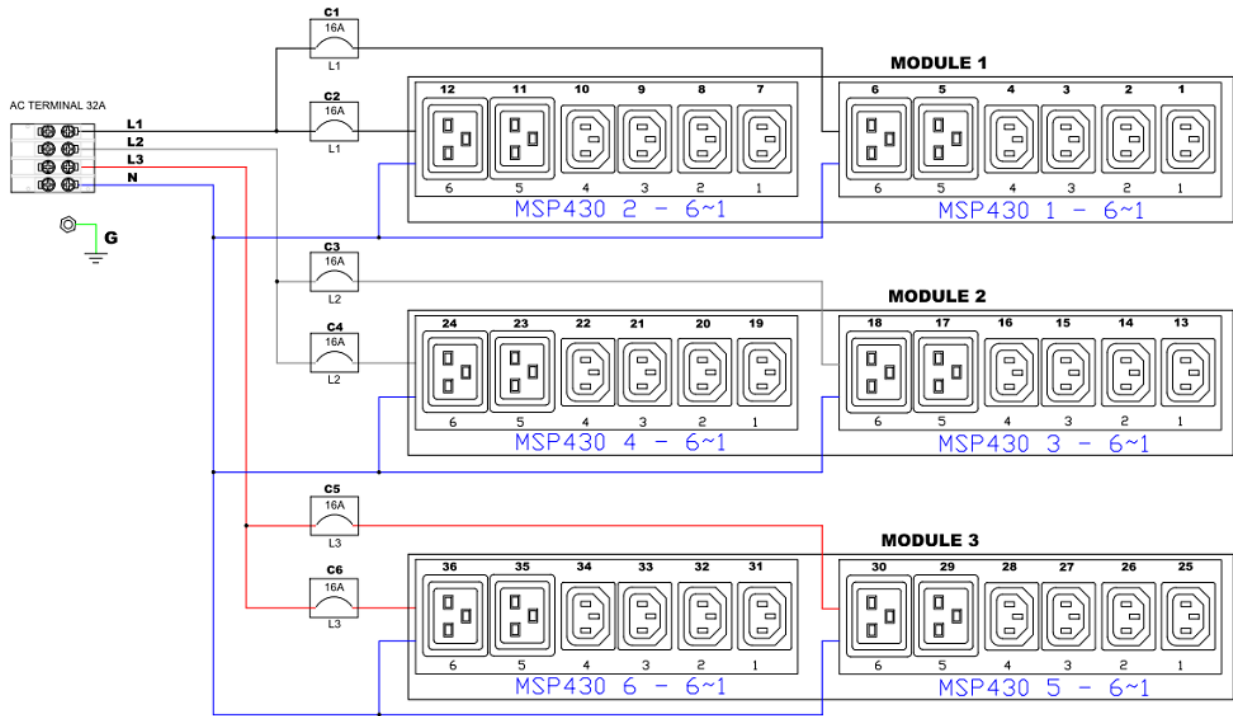 C1
16A
L1
MODULE 1
AC TERMINAL 32A
L1
L2
L3
N
G
C2
16A
L1
12 11 10 9 8 7
6 5 4 3 2 1
6 5 4 3 2 1
6 5 4 3 2 1
MSP430 2 - 6~1
MSP430 1 - 6~1
C3
16A
L2
MODULE 2
C4
16A
L2
24 23 22 21 20 19
18 17 16 15 14 13
6 5 4 3 2 1
6 5 4 3 2 1
MSP430 4 - 6~1
MSP430 3 - 6~1
C5
16A
L3
MODULE 3
C6
16A
L3
36 35 34 33 32 31
30 29 28 27 26 25
6 5 4 3 2 1
6 5 4 3 2 1
MSP430 6 - 6~1
MSP430 5 - 6~1